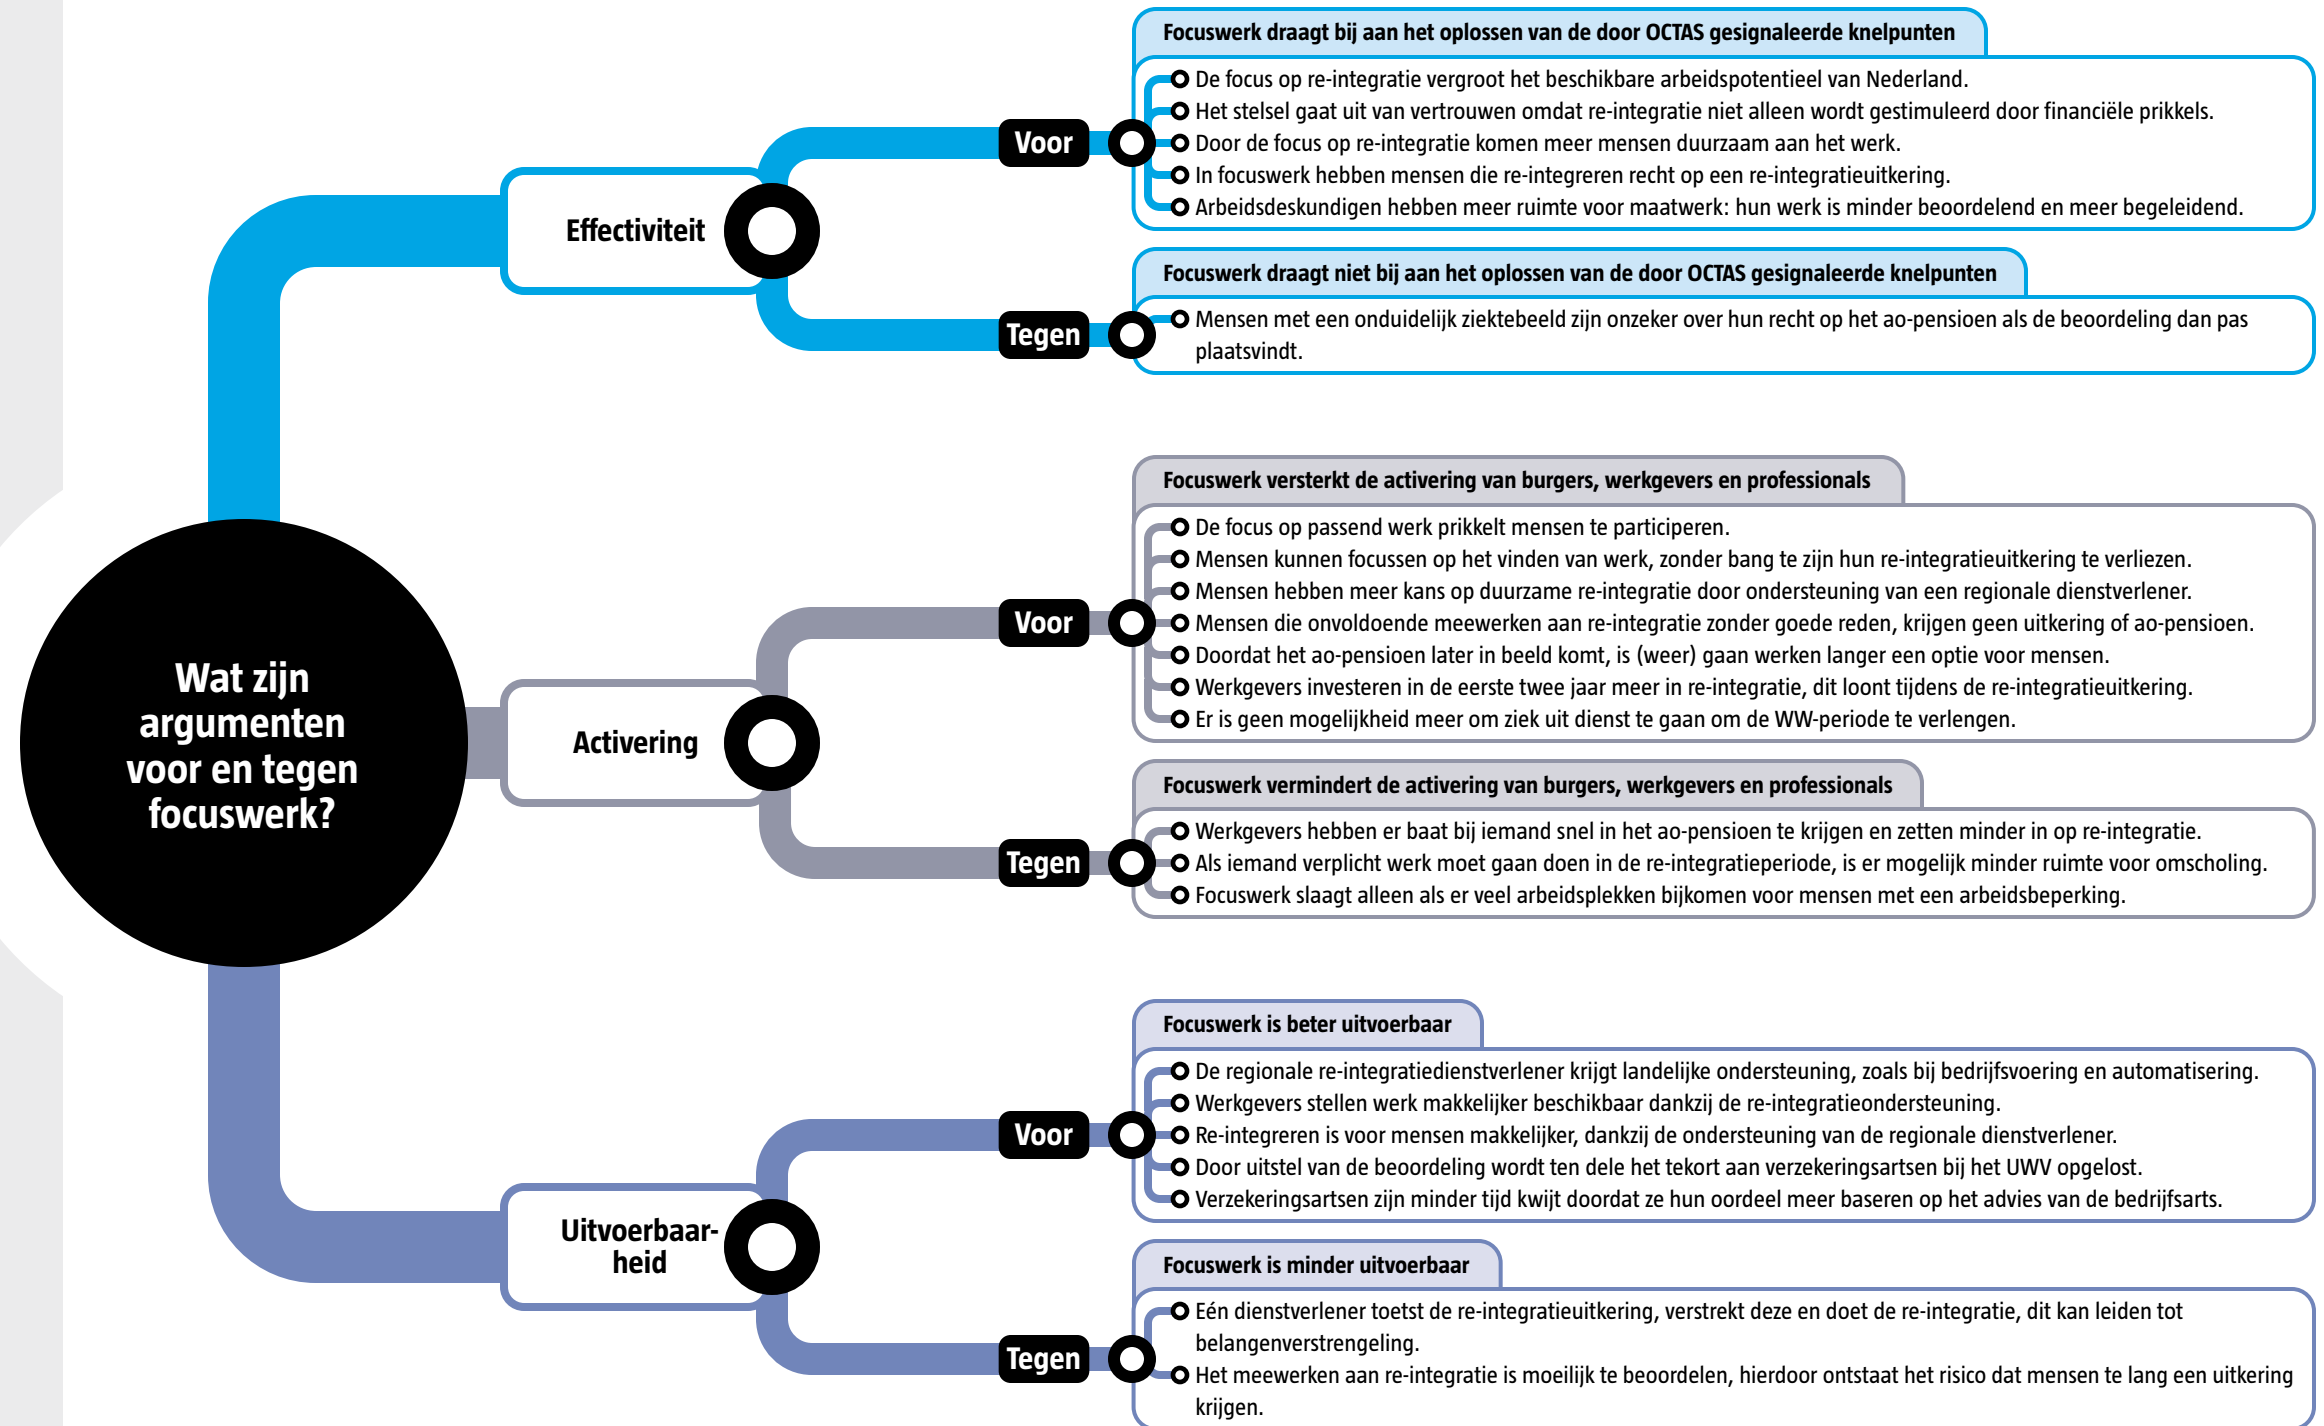 Wat zijn
argumenten
voor en tegen
focuswerk?
Effectiviteit
Voor
Focuswerk draagt bij aan het oplossen van de door OCTAS gesignaleerde knelpunten
De focus op re-integratie vergroot het beschikbare arbeidspotentieel van Nederland.
Het stelsel gaat uit van vertrouwen omdat re-integratie niet alleen wordt gestimuleerd door financiële prikkels.
Door de focus op re-integratie komen meer mensen duurzaam aan het werk.
In focuswerk hebben mensen die re-integreren recht op een re-integratieuitkering.
Arbeidsdeskundigen hebben meer ruimte voor maatwerk: hun werk is minder beoordelend en meer begeleidend.
Tegen
Focuswerk draagt niet bij aan het oplossen van de door OCTAS gesignaleerde knelpunten
Mensen met een onduidelijk ziektebeeld zijn onzeker over hun recht op het ao-pensioen als de beoordeling dan pas
plaatsvindt.
Activering
Voor
Focuswerk versterkt de activering van burgers, werkgevers en professionals
De focus op passend werk prikkelt mensen te participeren.
Mensen kunnen focussen op het vinden van werk, zonder bang te zijn hun re-integratieuitkering te verliezen.
Mensen hebben meer kans op duurzame re-integratie door ondersteuning van een regionale dienstverlener.
Mensen die onvoldoende meewerken aan re-integratie zonder goede reden, krijgen geen uitkering of ao-pensioen.
Doordat het ao-pensioen later in beeld komt, is (weer) gaan werken langer een optie voor mensen.
Werkgevers investeren in de eerste twee jaar meer in re-integratie, dit loont tijdens de re-integratieuitkering.
Er is geen mogelijkheid meer om ziek uit dienst te gaan om de WW-periode te verlengen.
Tegen
Focuswerk vermindert de activering van burgers, werkgevers en professionals
Werkgevers hebben er baat bij iemand snel in het ao-pensioen te krijgen en zetten minder in op re-integratie.
Als iemand verplicht werk moet gaan doen in de re-integratieperiode, is er mogelijk minder ruimte voor omscholing.
Focuswerk slaagt alleen als er veel arbeidsplekken bijkomen voor mensen met een arbeidsbeperking.
Uitvoerbaar-
heid
Voor
Focuswerk is beter uitvoerbaar
De regionale re-integratiedienstverlener krijgt landelijke ondersteuning, zoals bij bedrijfsvoering en automatisering.
Werkgevers stellen werk makkelijker beschikbaar dankzij de re-integratieondersteuning.
Re-integreren is voor mensen makkelijker, dankzij de ondersteuning van de regionale dienstverlener.
Door uitstel van de beoordeling wordt ten dele het tekort aan verzekeringsartsen bij het UWV opgelost.
Verzekeringsartsen zijn minder tijd kwijt doordat ze hun oordeel meer baseren op het advies van de bedrijfsarts.
Tegen
Focuswerk is minder uitvoerbaar
Eén dienstverlener toetst de re-integratieuitkering, verstrekt deze en doet de re-integratie, dit kan leiden tot
belangenverstrengeling.
Het meewerken aan re-integratie is moeilijk te beoordelen, hierdoor ontstaat het risico dat mensen te lang een uitkering
krijgen.